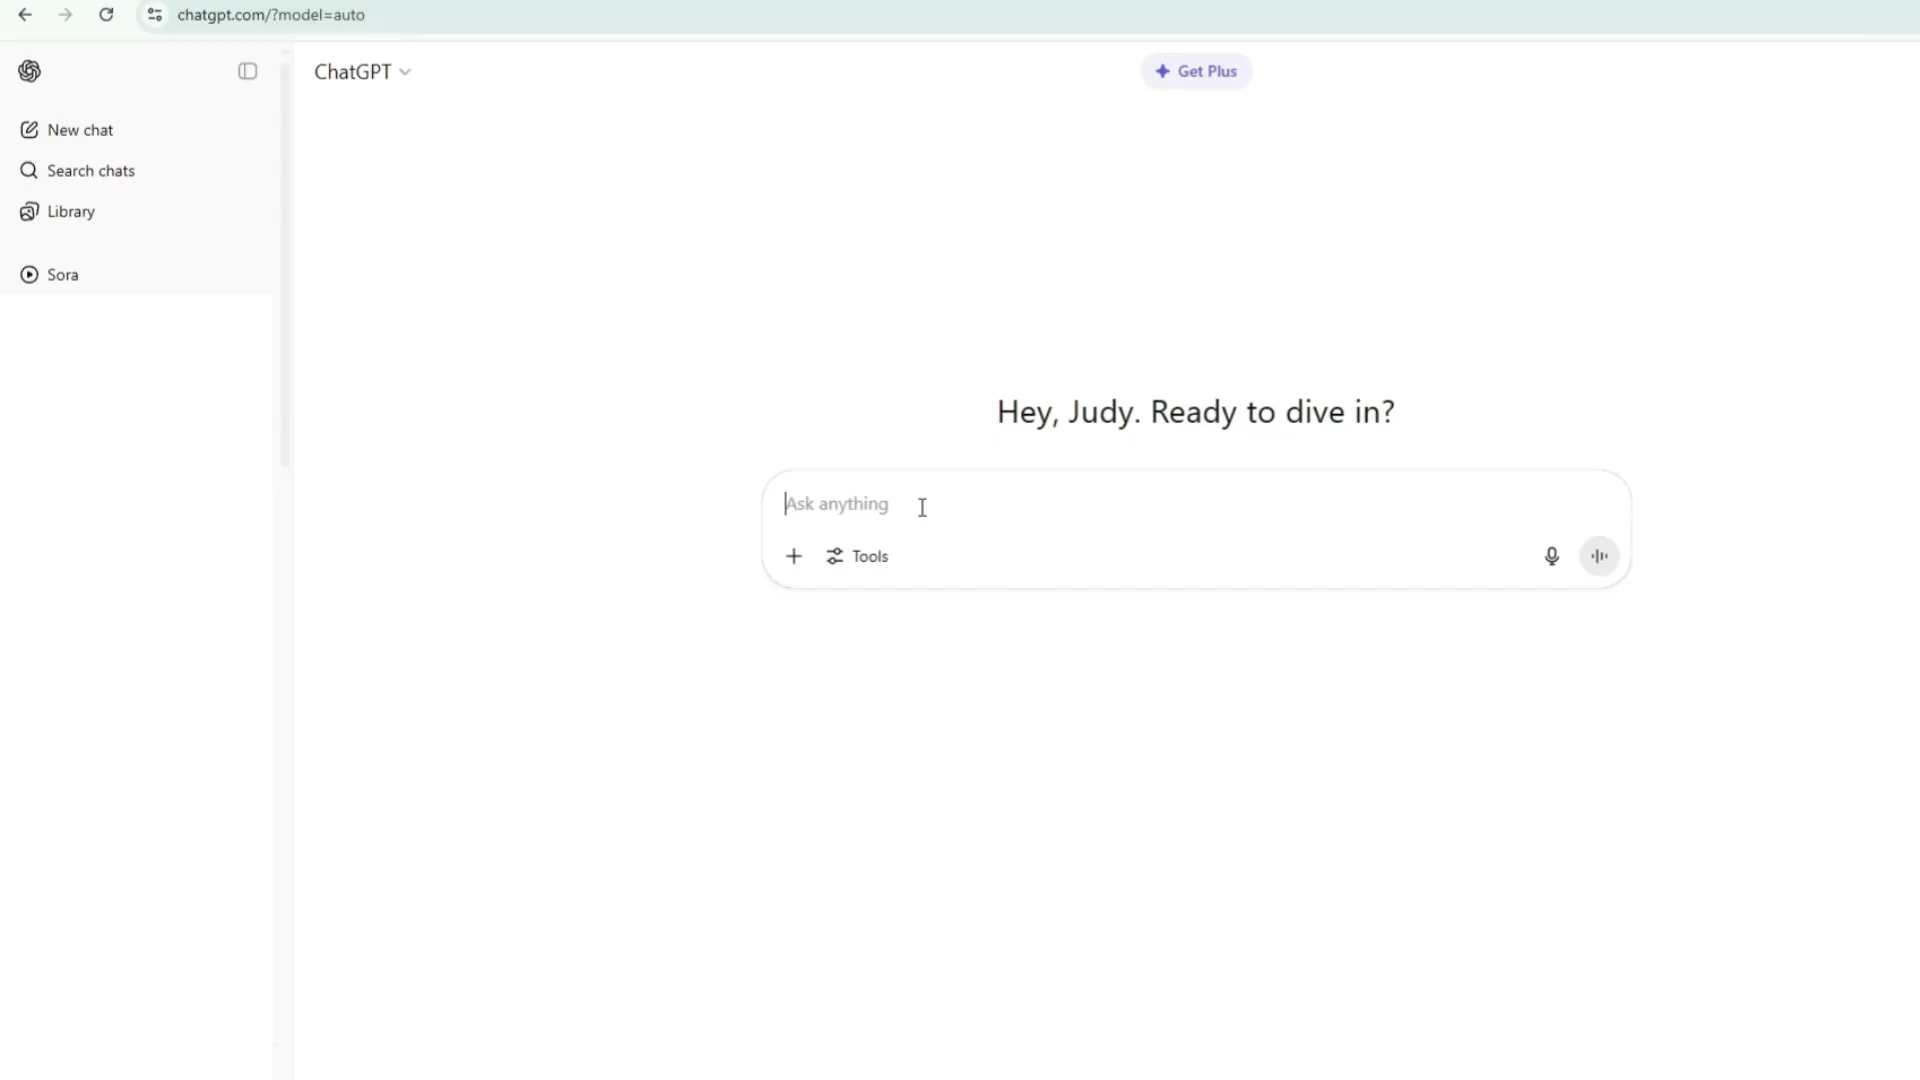 chatgpt.com/?model=auto
ChatGPT
Get Plus
New chat
Search chats
Library
Sora
Hey, Judy. Ready to dive in?
Ask anything
Tools